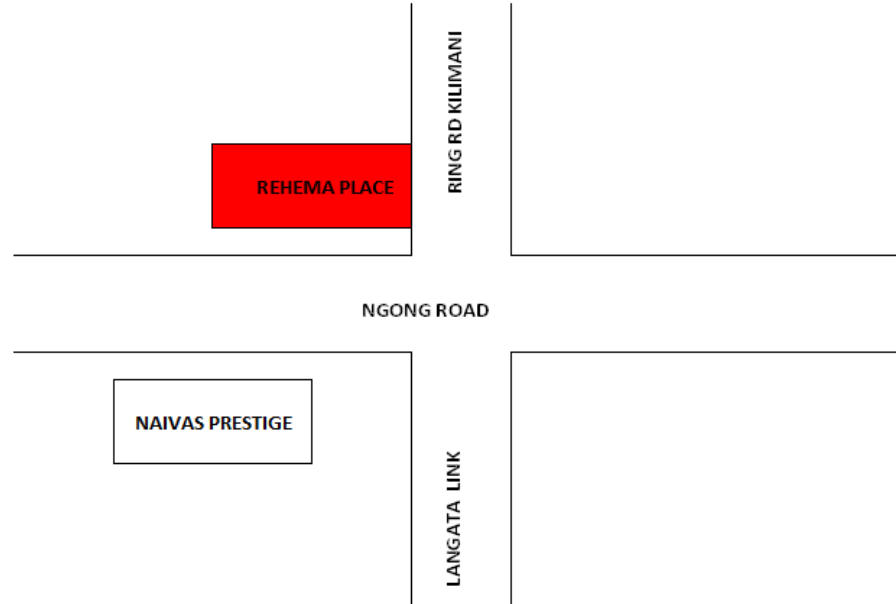 RING RD KILIMANI
REHEMA PLACE
NGONG ROAD
NAIVAS PRESTIGE
LANGATA LINK